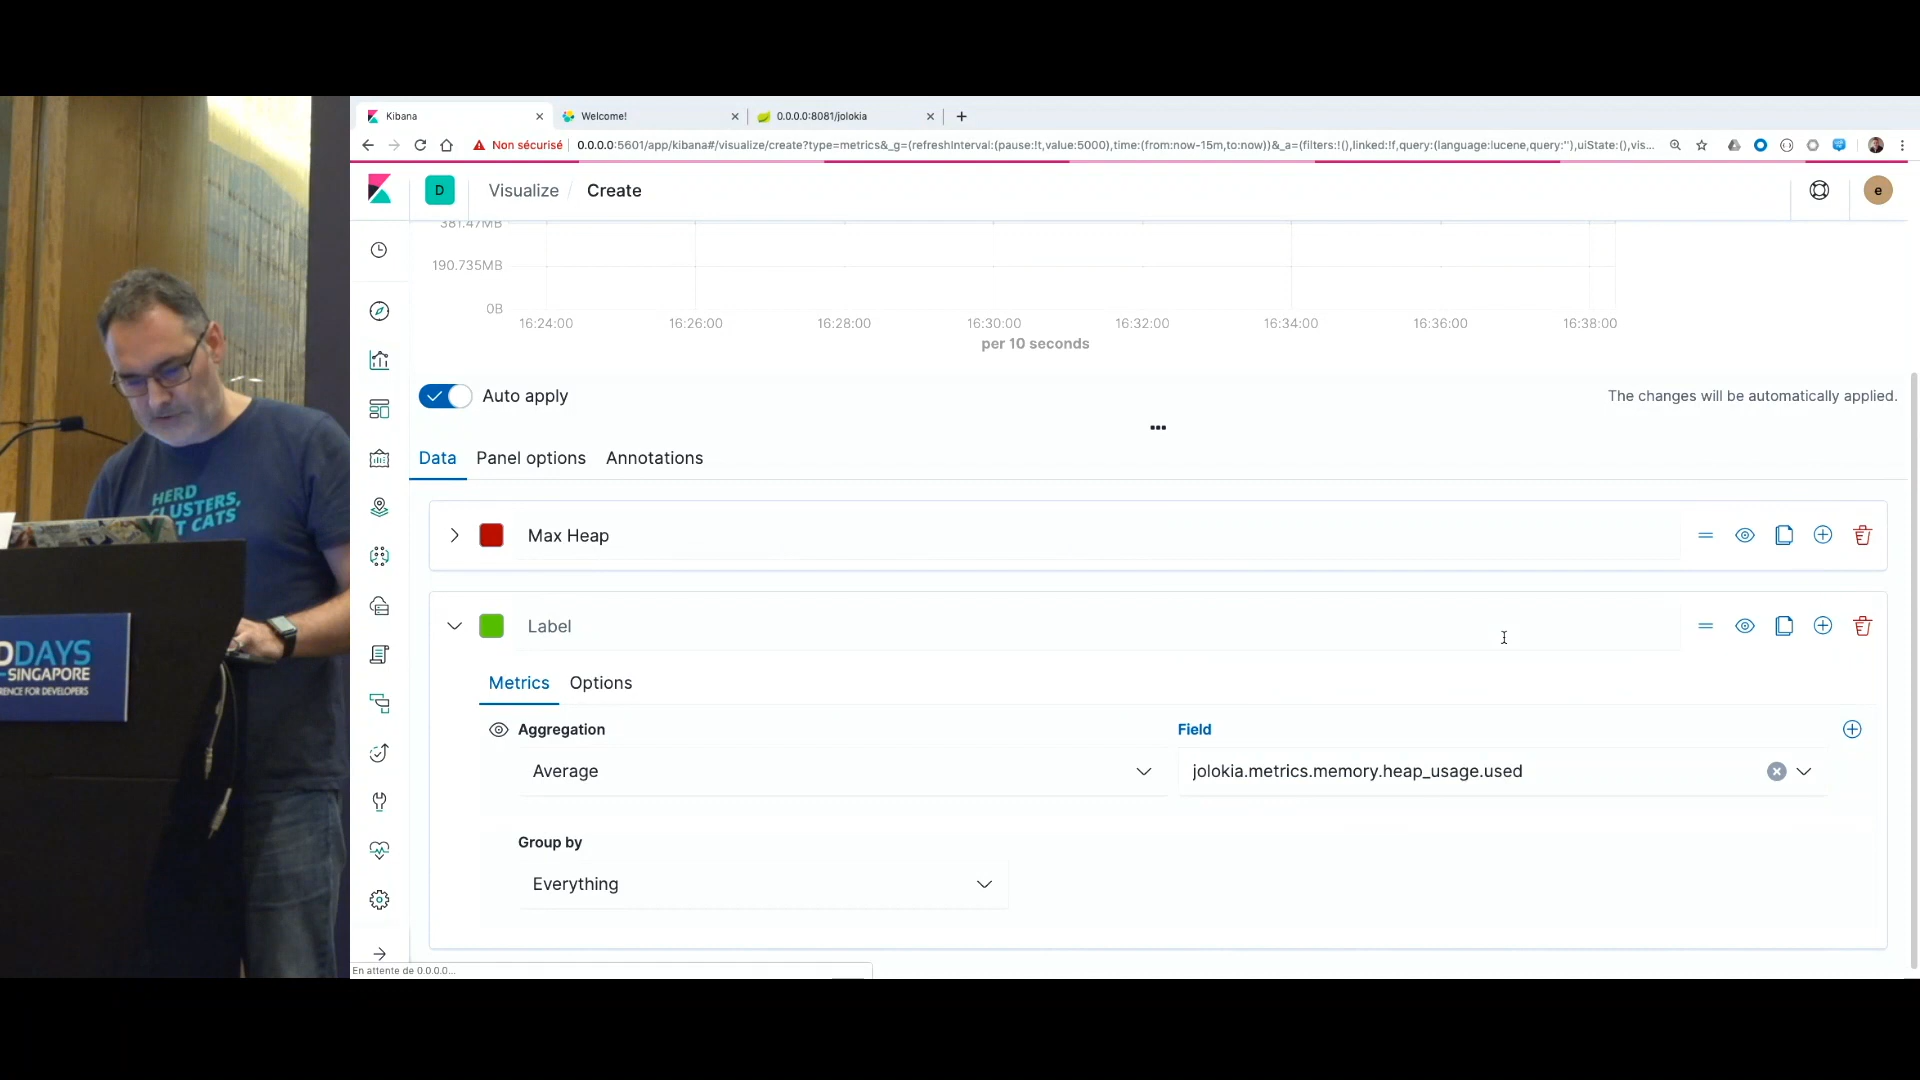 Kibana
Welcome!
0.0.0.0:8081/jolokia
Non sécurisé
0.0.0.0:5601/app/kibana#/visualize/create?type=metrics&_g=(refreshInterval:(pause:!t,value:5000),time:(from:now-15m,to:now))&_a=(filters:!(),linked:!f,query:(language:lucene,query:''),uiState:(),vis...
D
Visualize / Create
e
381.47MB
190.735MB
0B
16:24:00 16:26:00 16:28:00 16:30:00 16:32:00 16:34:00 16:36:00 16:38:00
per 10 seconds
Auto apply
The changes will be automatically applied.
Data Panel options Annotations
Max Heap
Label
Metrics Options
Aggregation
Field
Average
jolokia.metrics.memory.heap_usage.used
Group by
Everything
En attente de 0.0.0.0...
HERD
CLUSTERS,
T CATS
DAYS
SINGAPORE
RENCE FOR DEVELOPERS